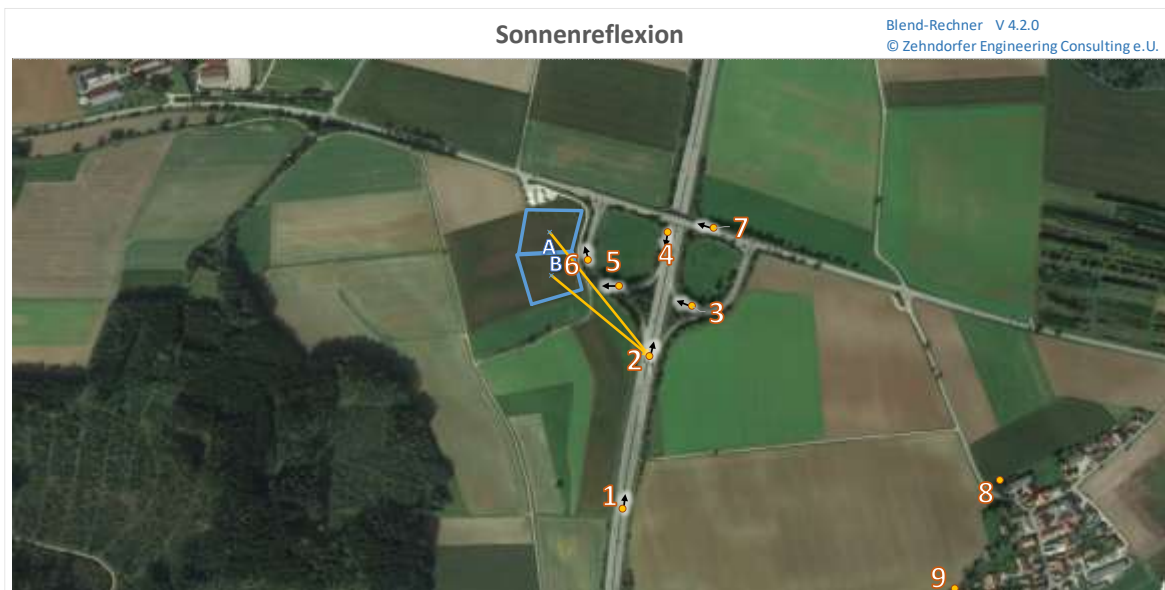 Sonnenreflexion
Blend-Rechner V 4.2.0
© Zehndorfer Engineering Consulting e.U.
7
A
4
B
6
5
3
2
1
8
9